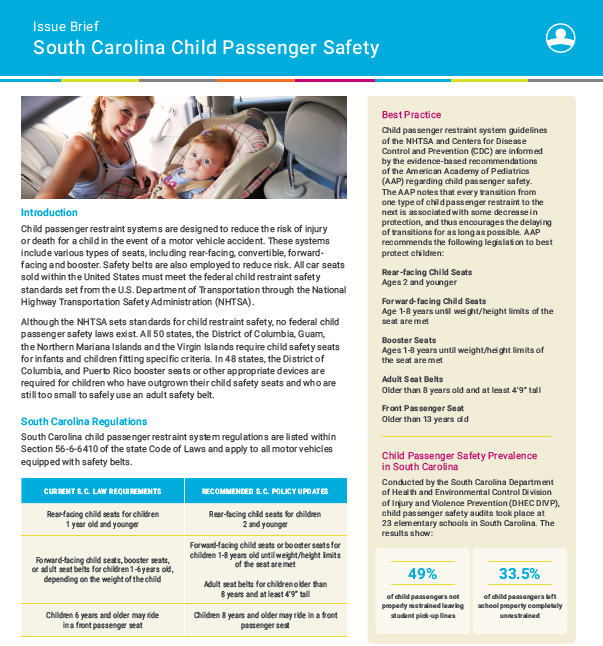 Issue Brief
South Carolina Child Passenger Safety
Introduction
Child passenger restraint systems are designed to reduce the risk of injury
or death for a child in the event of a motor vehicle accident. These systems
include various types of seats, including rear-facing, convertible, forward-
facing and booster. Safety belts are also employed to reduce risk. All car seats
sold within the United States must meet the federal child restraint safety
standards set from the U.S. Department of Transportation through the National
Highway Transportation Safety Administration (NHTSA).
Although the NHTSA sets standards for child restraint safety, no federal child
passenger safety laws exist. All 50 states, the District of Columbia, Guam,
the Northern Mariana Islands and the Virgin Islands require child safety seats
for infants and children fitting specific criteria. In 48 states, the District of
Columbia, and Puerto Rico booster seats or other appropriate devices are
required for children who have outgrown their child safety seats and who are
still too small to safely use an adult safety belt.
South Carolina Regulations
South Carolina child passenger restraint system regulations are listed within
Section 56-6-6410 of the state Code of Laws and apply to all motor vehicles
equipped with safety belts.
CURRENT S.C. LAW REQUIREMENTS
RECOMMENDED S.C. POLICY UPDATES
Rear-facing child seats for children
1 year old and younger
Rear-facing child seats for children
2 and younger
Forward-facing child seats, booster seats,
or adult seat belts for children 1-6 years old,
depending on the weight of the child
Forward-facing child seats or booster seats for
children 1-8 years old until weight/height limits
of the seat are met
Adult seat belts for children older than
8 years old and at least 4'9" tall
Children 6 years and older may ride
in a front passenger seat
Children 8 years and older may ride in a front
passenger seat
Best Practice
Child passenger restraint system guidelines
of the NHTSA and Centers for Disease
Control and Prevention (CDC) are informed
by the evidence-based recommendations
of the American Academy of Pediatrics
(AAP) regarding child passenger safety.
The AAP notes that every transition from
one type of child passenger restraint to the
next is associated with some decrease in
protection, and thus encourages the delaying
of transitions for as long as possible. AAP
recommends the following legislation to best
protect children:
Rear-facing Child Seats
Ages 2 and younger
Forward-facing Child Seats
Age 1-8 years until weight/height limits of the
seat are met
Booster Seats
Ages 1-8 years until weight/height limits of
the seat are met
Adult Seat Belts
Older than 8 years old and at least 4'9" tall
Front Passenger Seat
Older than 13 years old
Child Passenger Safety Prevalence
in South Carolina
Conducted by the South Carolina Department
of Health and Environmental Control Division
of Injury and Violence Prevention (DHEC DIVP),
child passenger safety audits took place at
23 elementary schools in South Carolina. The
results show:
49%
of child passengers not
properly restrained leaving
student pick-up lines
33.5%
of child passengers left
school property completely
unrestrained